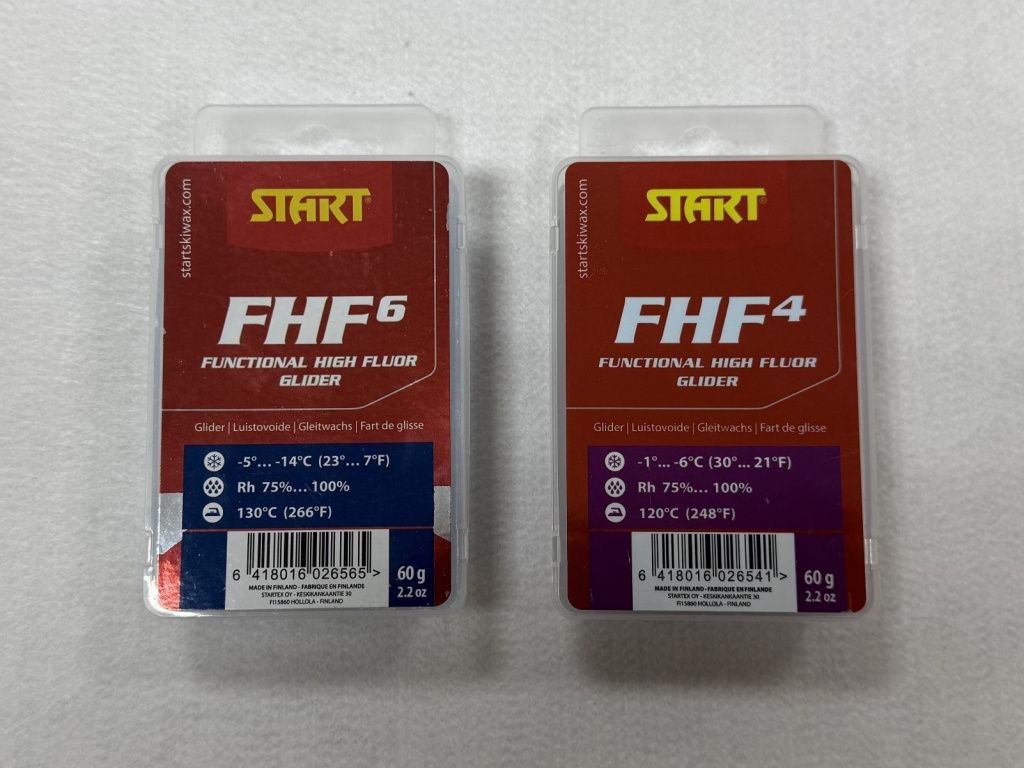 START®
startskiwax.com
FHF6
FUNCTIONAL HIGH FLUOR
GLIDER
Glider | Luistovoide | Gleitwachs | Fart de glisse
-5°... -14°C (23°... 7°F)
Rh 75%... 100%
130°C (266°F)
6 418016 026565 >
MADE IN FINLAND - FABRIQUE EN FINLANDE
STARTEX OY - KESKIKANKAANTIE 30
FI15860 HOLLOLA - FINLAND
60 g
2.2 oz
START®
startskiwax.com
FHF4
FUNCTIONAL HIGH FLUOR
GLIDER
Glider | Luistovoide | Gleitwachs | Fart de glisse
-1°... -6°C (30°... 21°F)
Rh 75%... 100%
120°C (248°F)
6 418016 026541 >
MADE IN FINLAND - FABRIQUE EN FINLANDE
STARTEX OY - KESKIKANKAANTIE 30
FI15860 HOLLOLA - FINLAND
60 g
2.2 oz